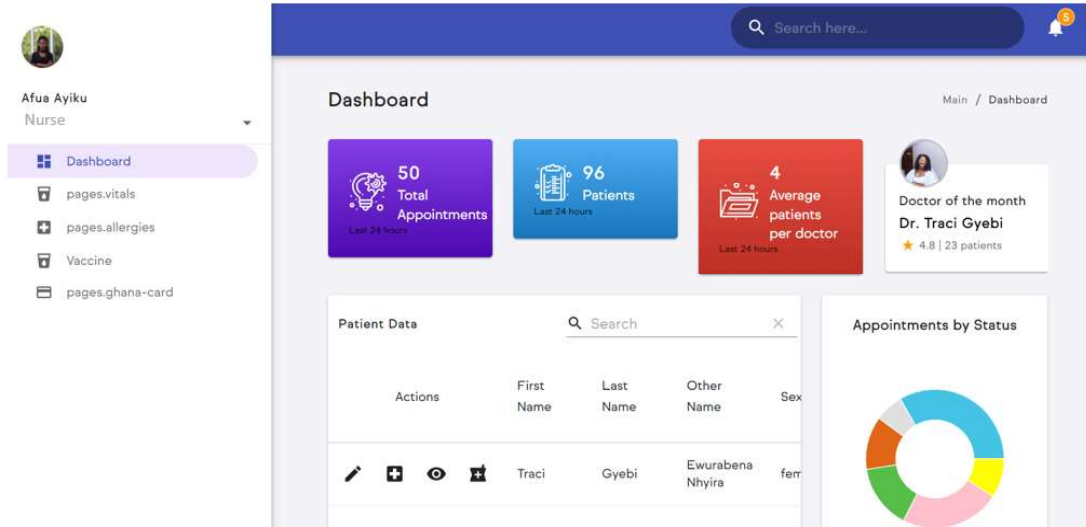 Search here...
5
Afua Ayiku
Nurse
Dashboard
pages.vitals
pages.allergies
Vaccine
pages.ghana-card
Dashboard
Main / Dashboard
50
Total
Appointments
Last 24 hours
96
Patients
Last 24 hours
4
Average
patients
per doctor
Last 24 hours
Doctor of the month
Dr. Traci Gyebi
4.8 | 23 patients
Patient Data
Search
Actions
First
Name
Last
Name
Other
Name
Sex
Traci
Gyebi
Ewurabena
Nhyira
fem
Appointments by Status